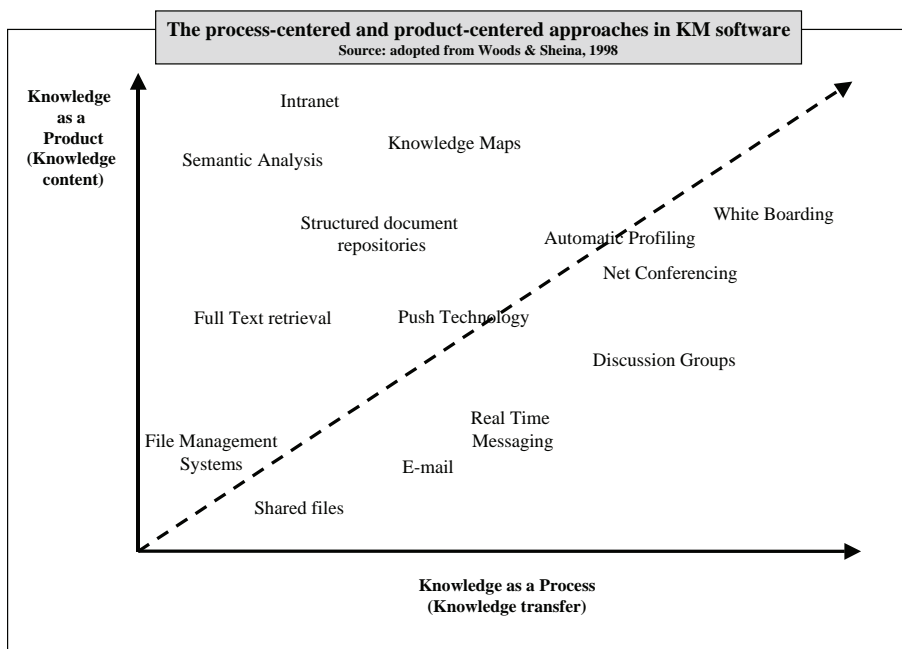 The process-centered and product-centered approaches in KM software
Source: adopted from Woods & Sheina, 1998
Knowledge
as a
Product
(Knowledge
content)
Intranet
Knowledge Maps
Semantic Analysis
White Boarding
Structured document
repositories
Automatic Profiling
Net Conferencing
Full Text retrieval
Push Technology
Discussion Groups
Real Time
Messaging
File Management
Systems
E-mail
Shared files
Knowledge as a Process
(Knowledge transfer)